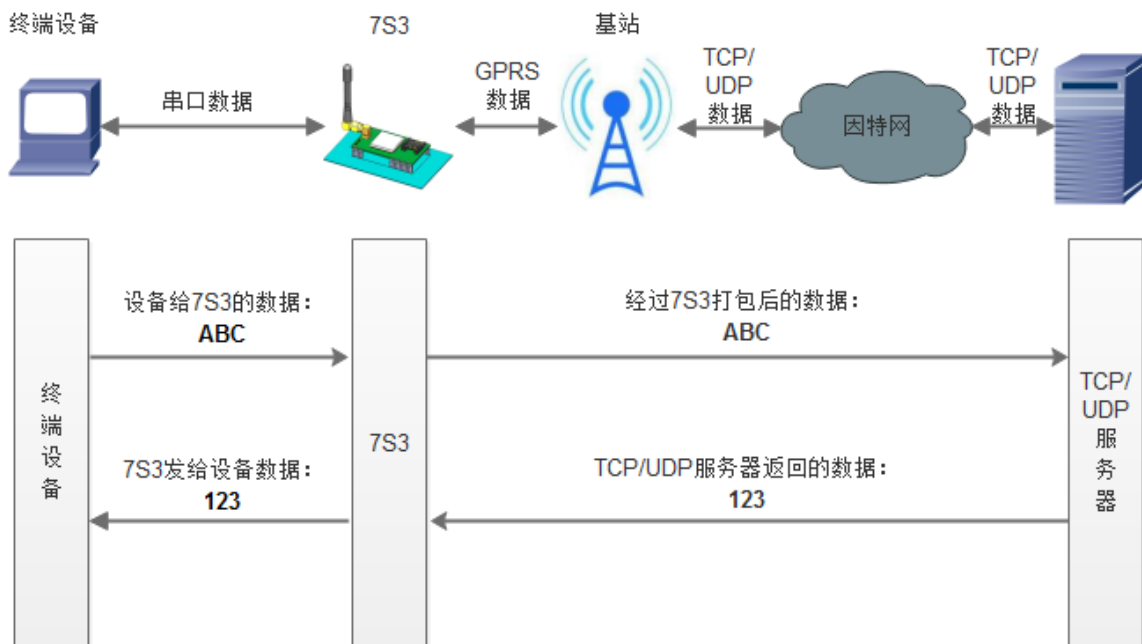 终端设备
7S3
基站
串口数据
GPRS
数据
TCP/
UDP
数据
因特网
TCP/
UDP
数据
设备给7S3的数据：
ABC
经过7S3打包后的数据：
ABC
终
端
设
备
7S3
TCP/
UDP
服
务
器
7S3发给设备数据：
123
TCP/UDP服务器返回的数据：
123